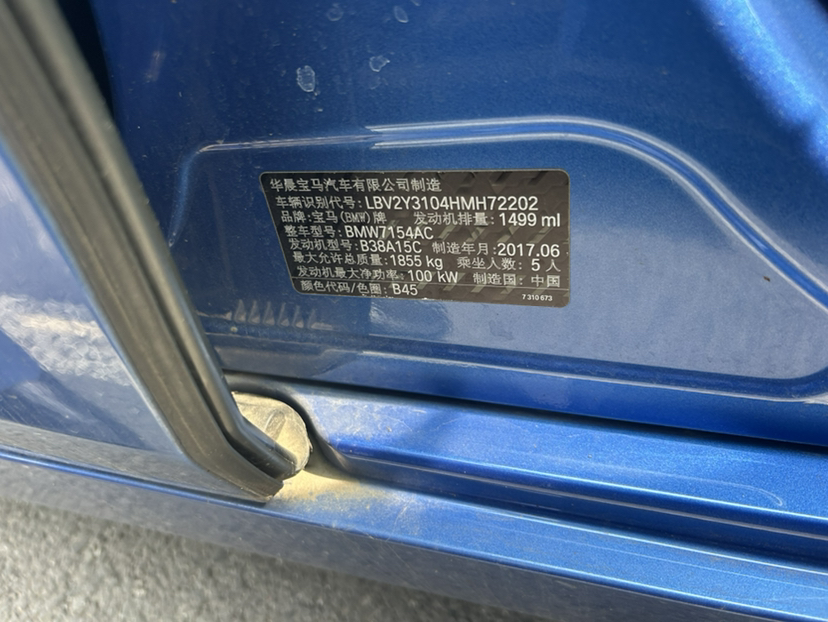 华晨宝马汽车有限公司制造
车辆识别代号: LBV2Y3104HMH72202
品牌: 宝马(BMW)牌 发动机排量: 1499 ml
整车型号: BMW7154AC
发动机型号: B38A15C 制造年月: 2017.06
最大允许总质量: 1855 kg 乘坐人数: 5 人
发动机最大净功率: 100 kW 制造国: 中国
颜色代码/色圈: B45
7 310 673